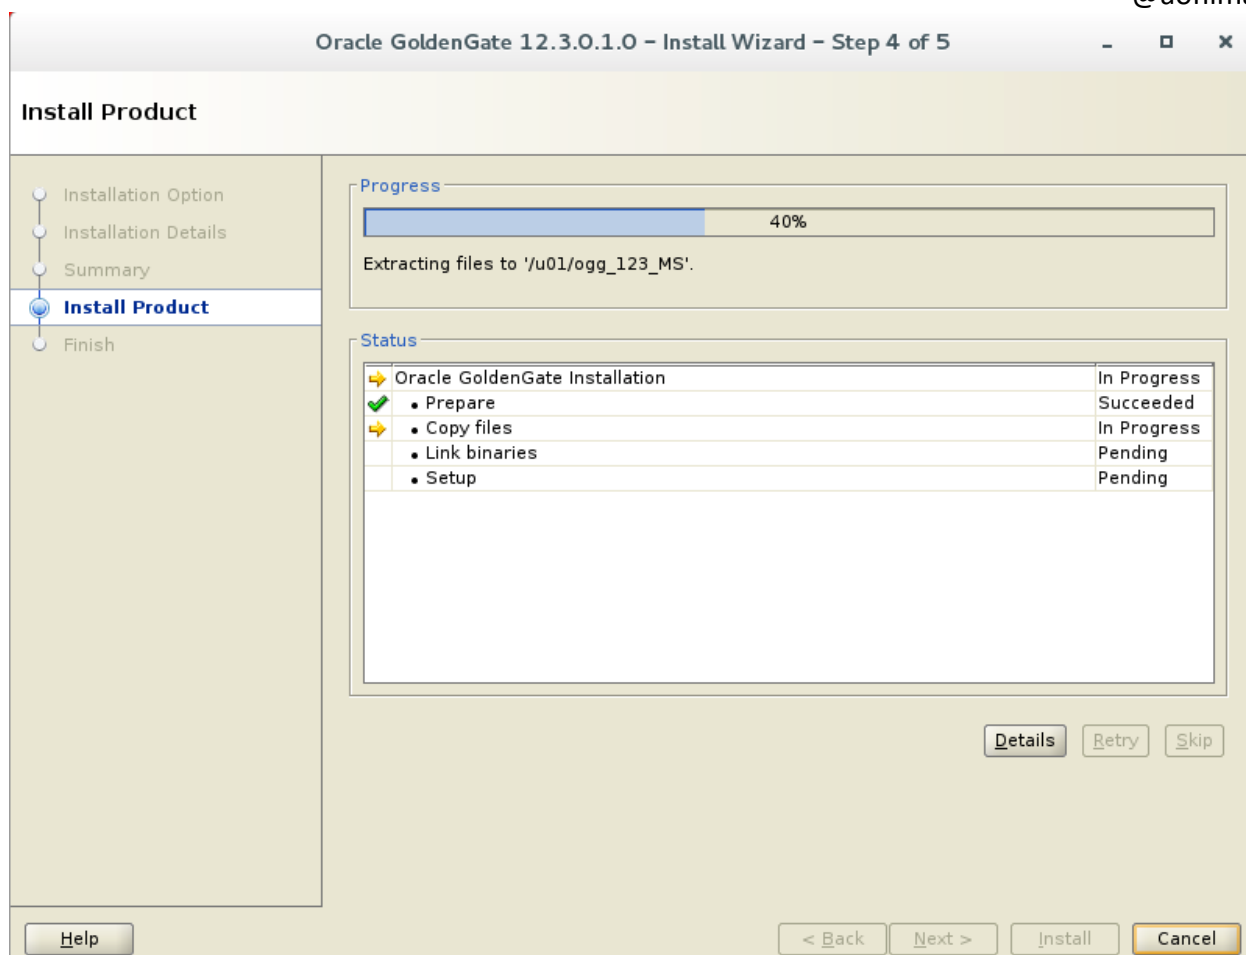 Oracle GoldenGate 12.3.0.1.0 – Install Wizard – Step 4 of 5
Install Product
Installation Option
Installation Details
Summary
Install Product
Finish
Progress
40%
Extracting files to '/u01/ogg_123_MS'.
Status
Oracle GoldenGate Installation In Progress
• Prepare Succeeded
• Copy files In Progress
• Link binaries Pending
• Setup Pending
Details Retry Skip
Help < Back Next > Install Cancel